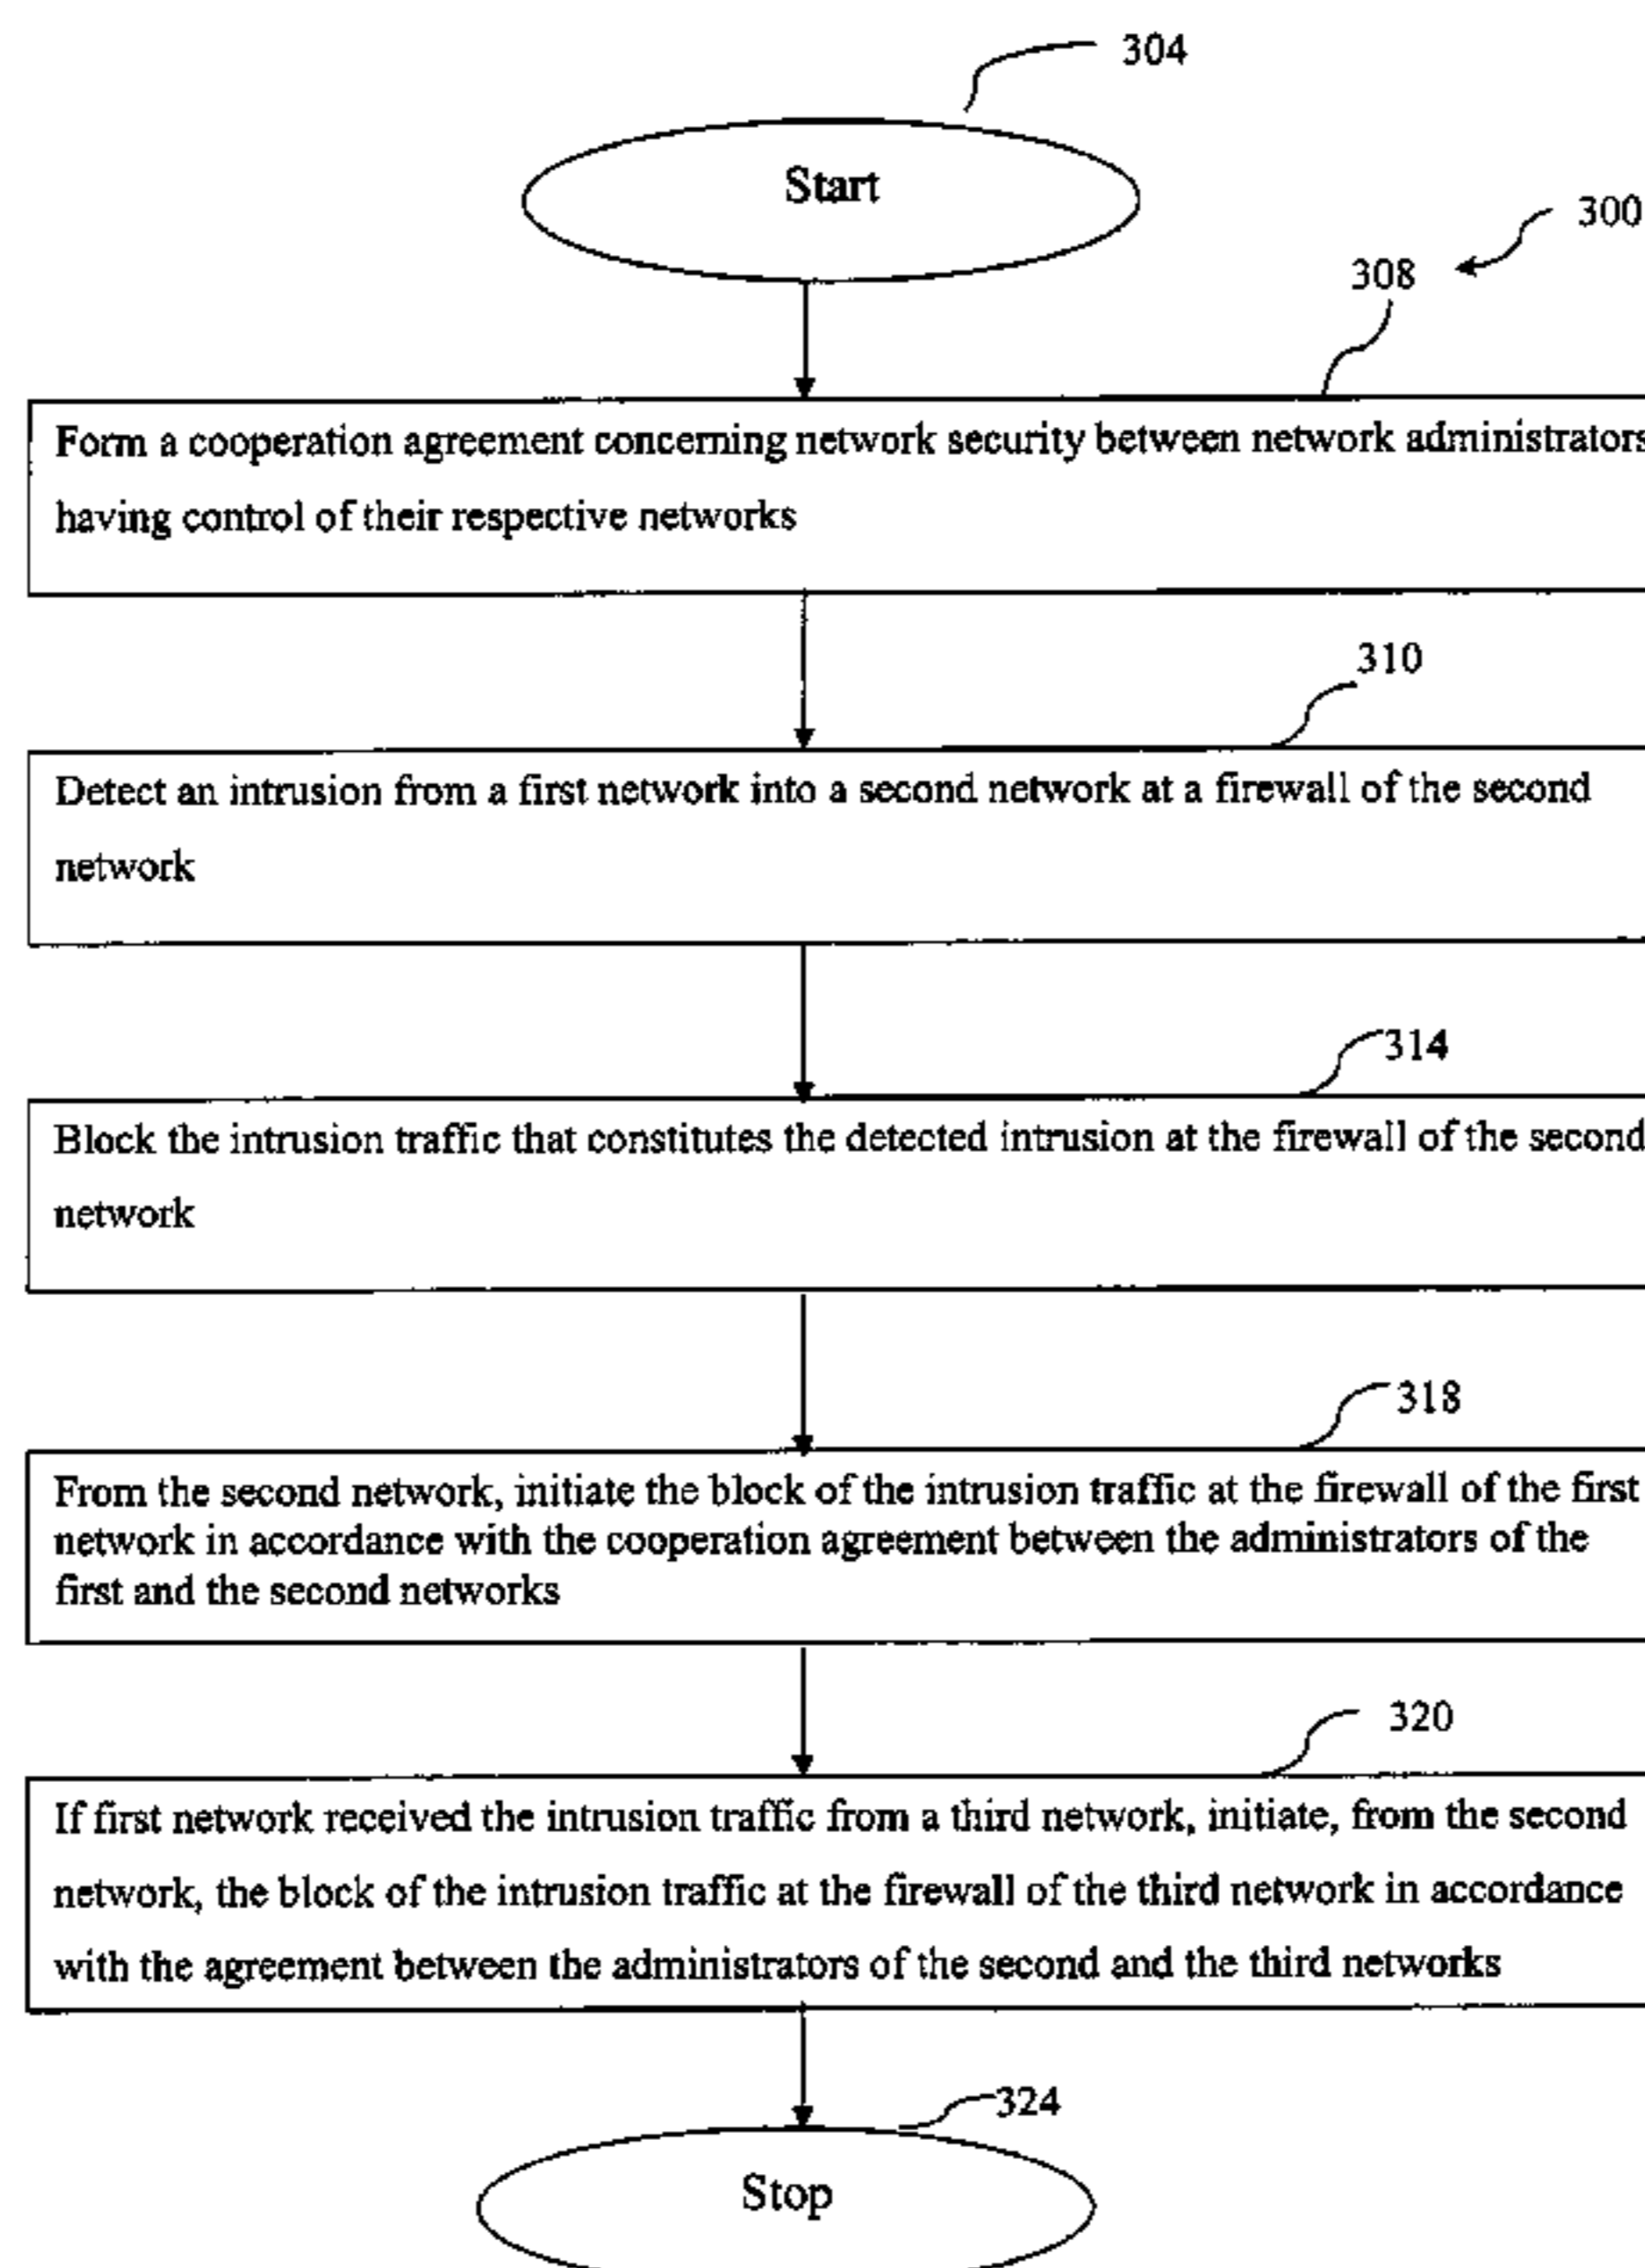 304
Start
300
308
Form a cooperation agreement concerning network security between network administrators
having control of their respective networks
310
Detect an intrusion from a first network into a second network at a firewall of the second
network
314
Block the intrusion traffic that constitutes the detected intrusion at the firewall of the second
network
318
From the second network, initiate the block of the intrusion traffic at the firewall of the first
network in accordance with the cooperation agreement between the administrators of the
first and the second networks
320
If first network received the intrusion traffic from a third network, initiate, from the second
network, the block of the intrusion traffic at the firewall of the third network in accordance
with the agreement between the administrators of the second and the third networks
324
Stop